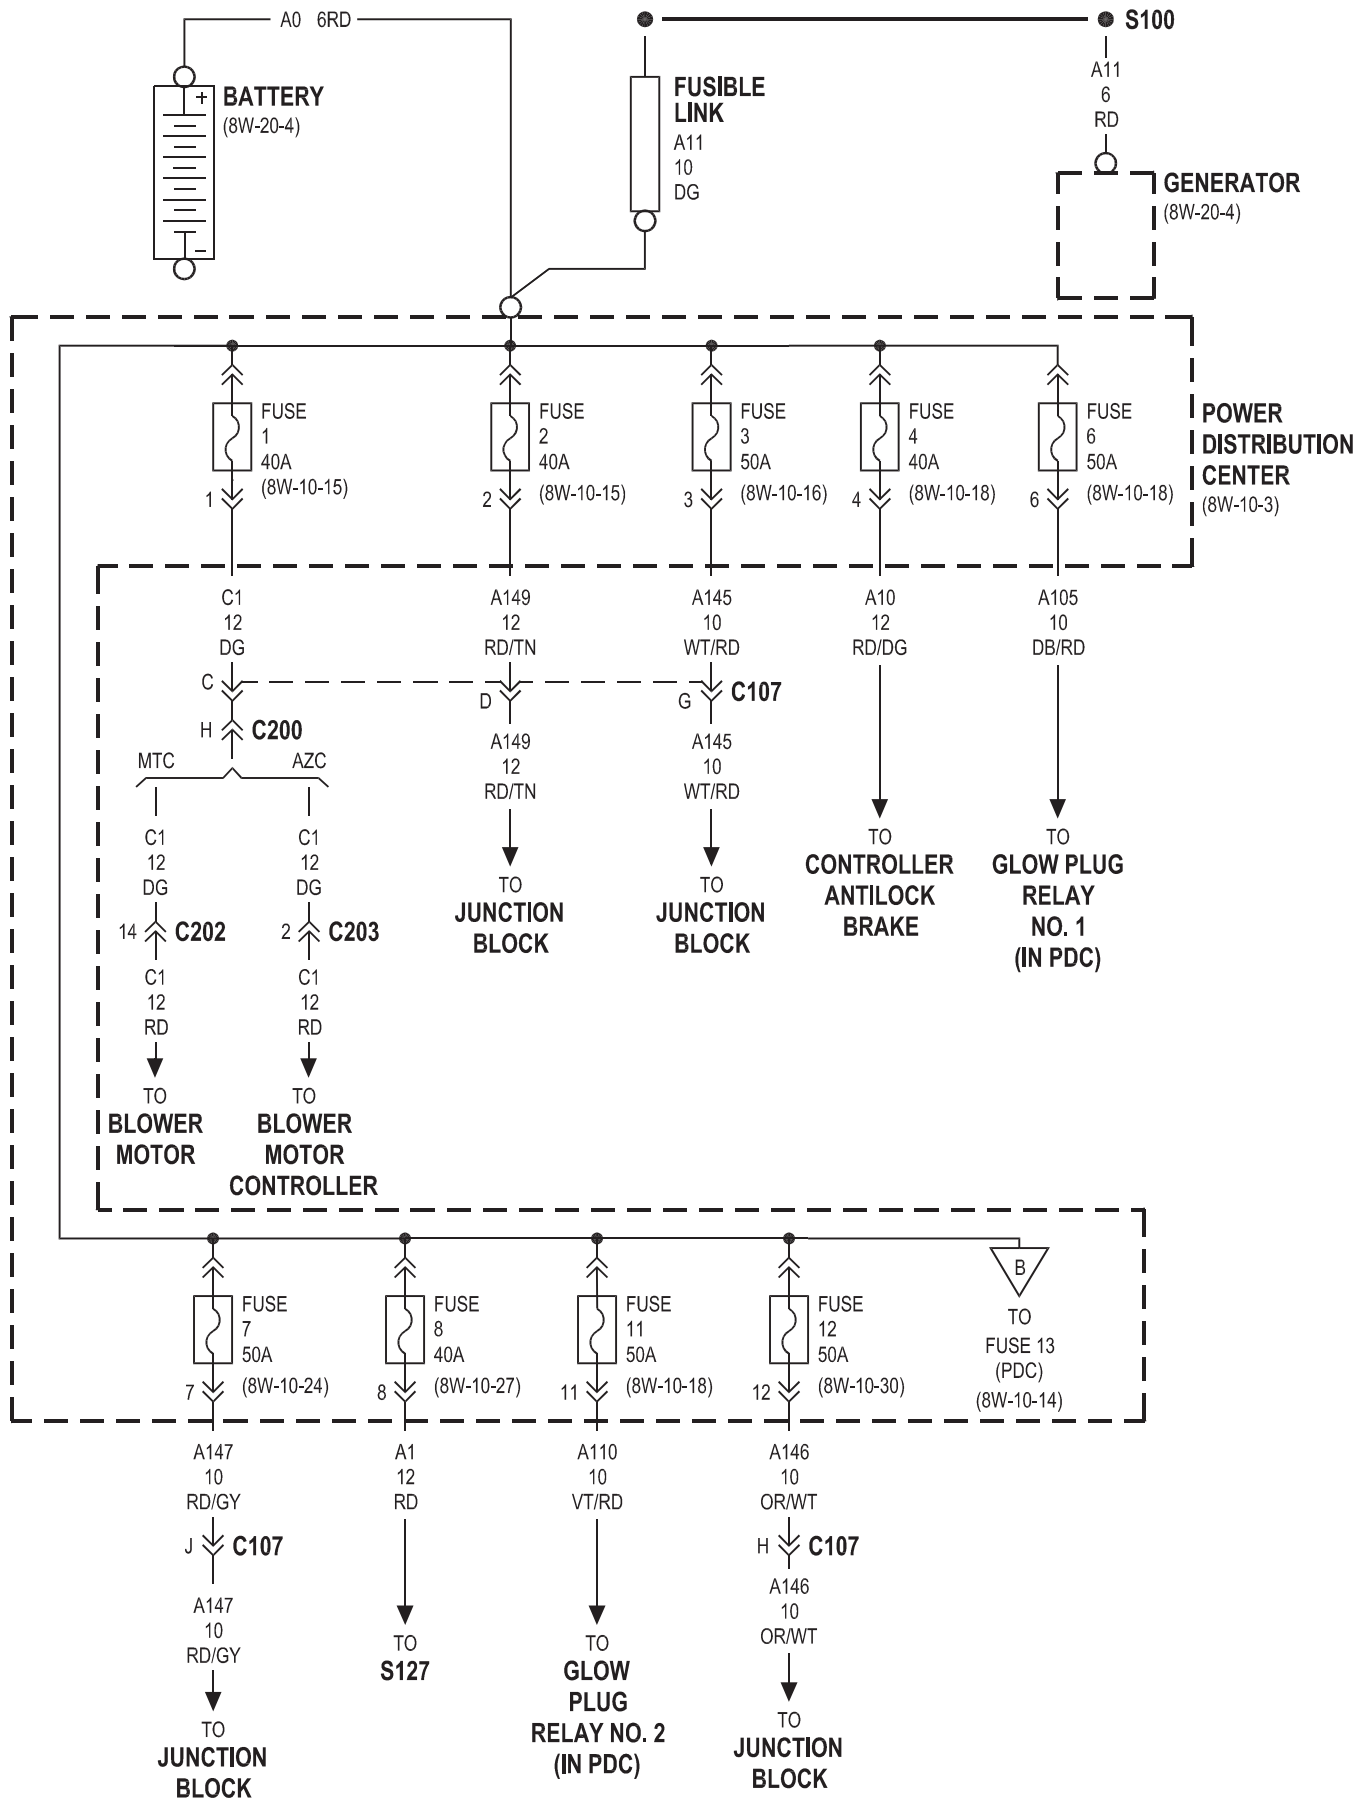 A0 6RD
S100
BATTERY
(8W-20-4)
+
−
FUSIBLE
LINK
A11
10
DG
A11
6
RD
GENERATOR
(8W-20-4)
FUSE
1
40A
(8W-10-15)
1
FUSE
2
40A
(8W-10-15)
2
FUSE
3
50A
(8W-10-16)
3
FUSE
4
40A
(8W-10-18)
4
FUSE
6
50A
(8W-10-18)
6
POWER
DISTRIBUTION
CENTER
(8W-10-3)
C1
12
DG
A149
12
RD/TN
A145
10
WT/RD
A10
12
RD/DG
A105
10
DB/RD
C
D
G
C107
H
C200
MTC
AZC
A149
12
RD/TN
A145
10
WT/RD
C1
12
DG
C1
12
DG
14
C202
2
C203
C1
12
RD
C1
12
RD
TO
BLOWER
MOTOR
TO
BLOWER
MOTOR
CONTROLLER
TO
JUNCTION
BLOCK
TO
JUNCTION
BLOCK
TO
CONTROLLER
ANTILOCK
BRAKE
TO
GLOW PLUG
RELAY
NO. 1
(IN PDC)
FUSE
7
50A
(8W-10-24)
7
FUSE
8
40A
(8W-10-27)
8
FUSE
11
50A
(8W-10-18)
11
FUSE
12
50A
(8W-10-30)
12
B
TO
FUSE 13
(PDC)
(8W-10-14)
A147
10
RD/GY
A1
12
RD
A110
10
VT/RD
A146
10
OR/WT
J
C107
H
C107
A147
10
RD/GY
A146
10
OR/WT
TO
JUNCTION
BLOCK
TO
S127
TO
GLOW
PLUG
RELAY NO. 2
(IN PDC)
TO
JUNCTION
BLOCK